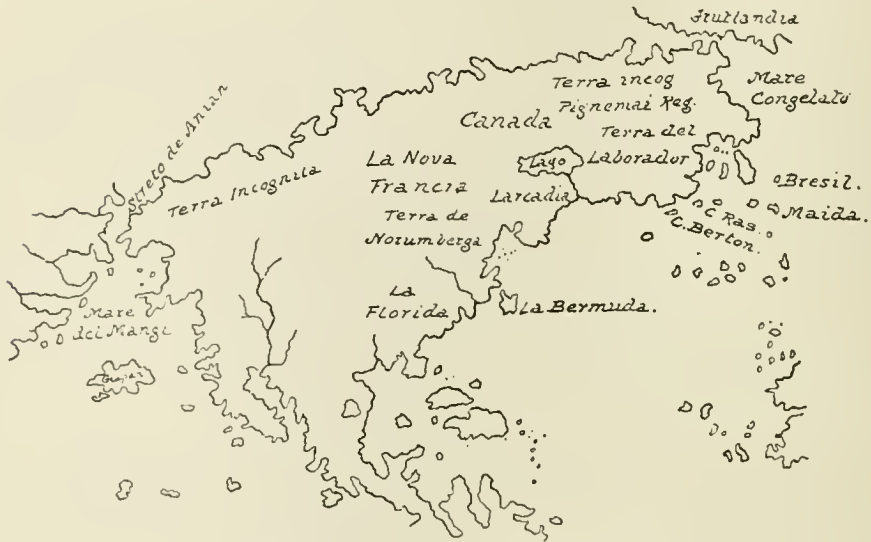 Grutlandia
Terra incog
Mare
Congelato
Pignemai Reg.
Canada
Terra del
Laborador
Streto de Anian
Terra Incognita
La Nova
Francia
Lago
Larcadia
Bresil.
Maida.
C Ras.
C. Berton.
Terra de
Norumberga
La
Florida
La Bermuda.
Mare
dei Mangi